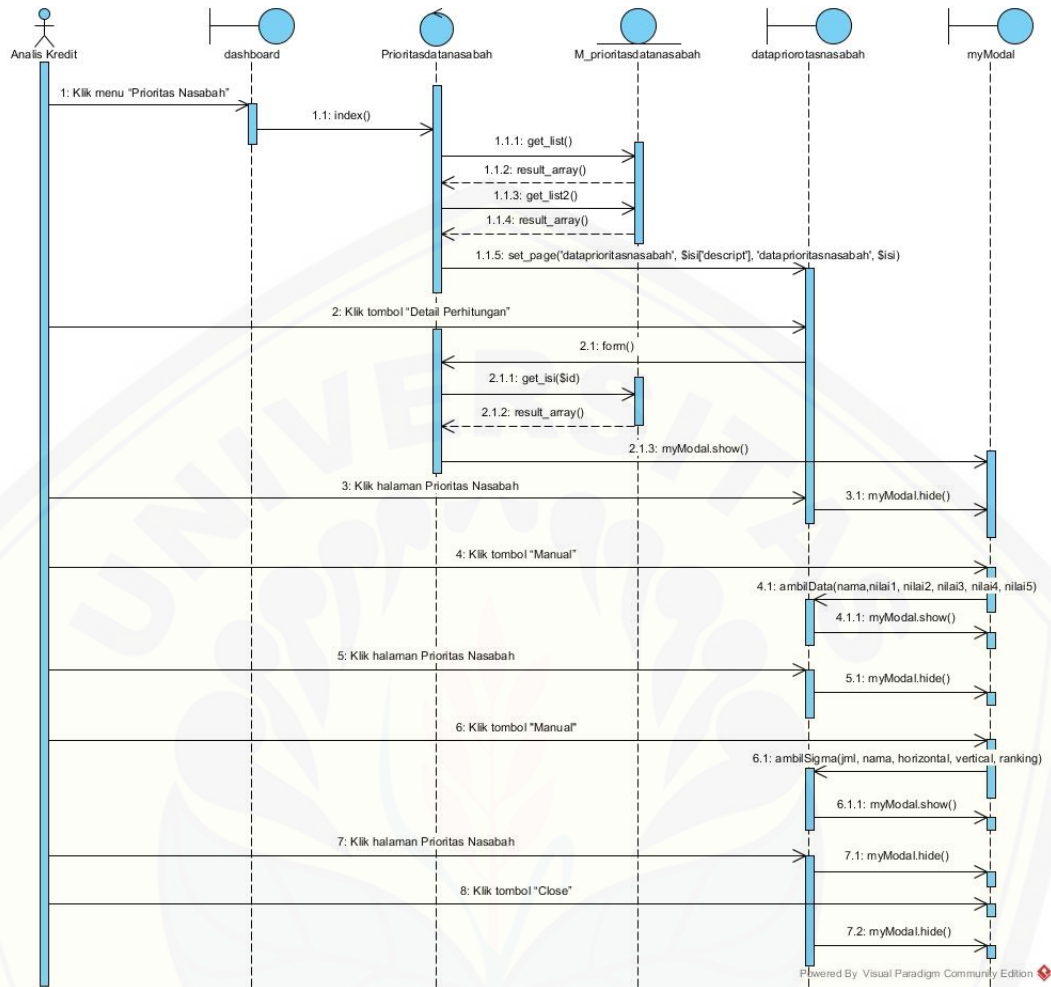 Analis Kredit
dashboard
Prioritasdatanasabah
M_prioritasdatanasabah
datapriorotasnasabah
myModal
1: Klik menu “Prioritas Nasabah”
1.1: index()
1.1.1: get_list()
1.1.2: result_array()
1.1.3: get_list2()
1.1.4: result_array()
1.1.5: set_page('dataprioritasnasabah', $isi['descript'], 'dataprioritasnasabah', $isi)
2: Klik tombol “Detail Perhitungan”
2.1: form()
2.1.1: get_isi($id)
2.1.2: result_array()
2.1.3: myModal.show()
3: Klik halaman Prioritas Nasabah
3.1: myModal.hide()
4: Klik tombol “Manual”
4.1: ambilData(nama,nilai1, nilai2, nilai3, nilai4, nilai5)
4.1.1: myModal.show()
5: Klik halaman Prioritas Nasabah
5.1: myModal.hide()
6: Klik tombol "Manual"
6.1: ambilSigma(jml, nama, horizontal, vertical, ranking)
6.1.1: myModal.show()
7: Klik halaman Prioritas Nasabah
7.1: myModal.hide()
8: Klik tombol “Close”
7.2: myModal.hide()
Powered By Visual Paradigm Community Edition
UNIVERSITAS